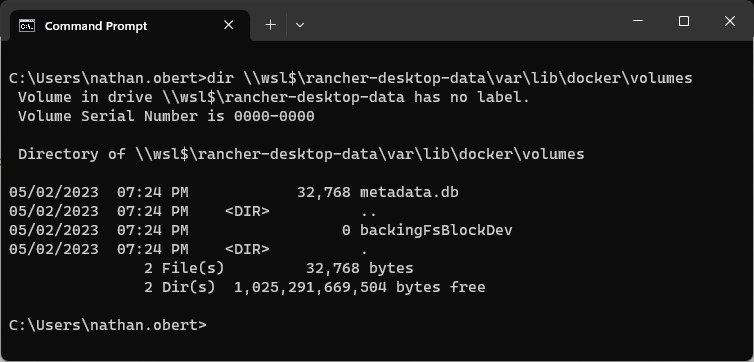 Command Prompt
C:\Users\nathan.obert>dir \\wsl$\rancher-desktop-data\var\lib\docker\volumes
 Volume in drive \\wsl$\rancher-desktop-data has no label.
 Volume Serial Number is 0000-0000
 Directory of \\wsl$\rancher-desktop-data\var\lib\docker\volumes
05/02/2023  07:24 PM            32,768 metadata.db
05/02/2023  07:24 PM    <DIR>          ..
05/02/2023  07:24 PM                 0 backingFsBlockDev
05/02/2023  07:24 PM    <DIR>          .
               2 File(s)         32,768 bytes
               2 Dir(s)  1,025,291,669,504 bytes free
C:\Users\nathan.obert>